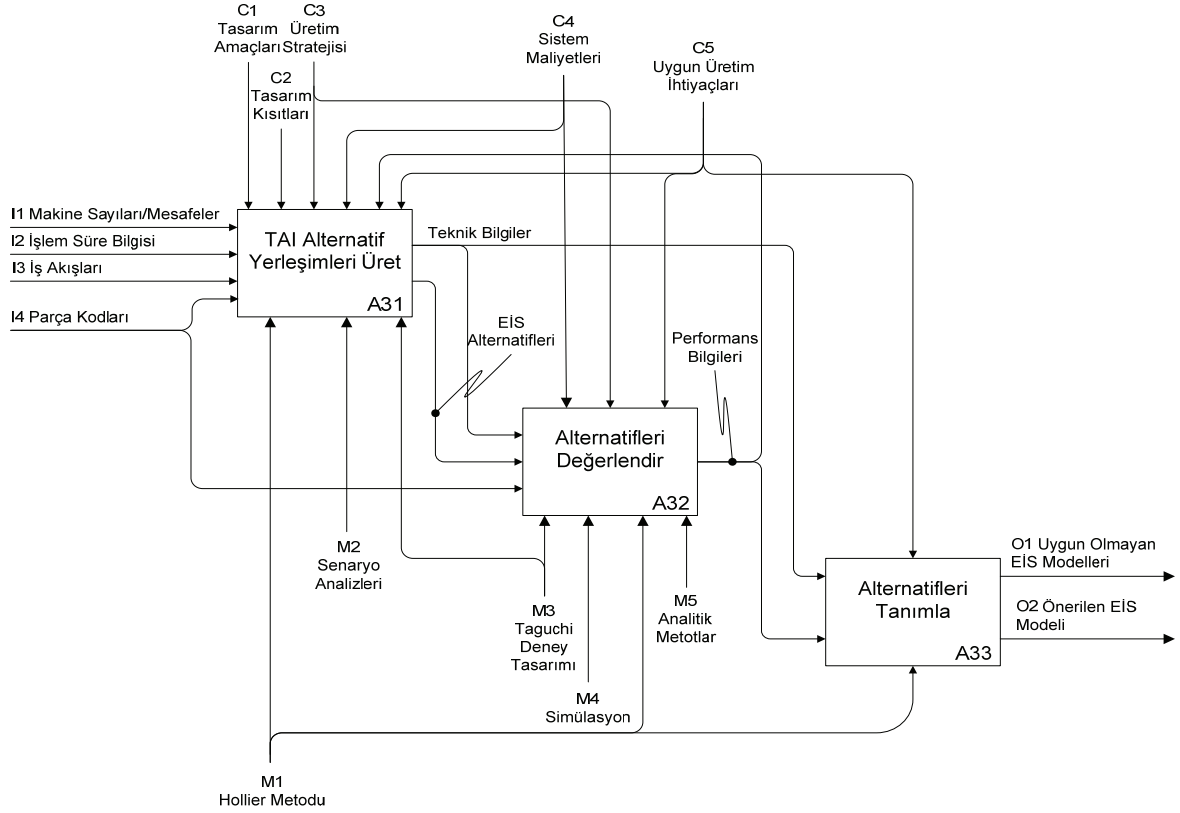 C1
Tasarım
Amaçları
C3
Üretim
Stratejisi
C2
Tasarım
Kısıtları
C4
Sistem
Maliyetleri
C5
Uygun Üretim
İhtiyaçları
I1 Makine Sayıları/Mesafeler
I2 İşlem Süre Bilgisi
I3 İş Akışları
I4 Parça Kodları
TAI Alternatif
Yerleşimleri Üret
A31
Teknik Bilgiler
EİS
Alternatifleri
Performans
Bilgileri
Alternatifleri
Değerlendir
A32
M2
Senaryo
Analizleri
M3
Taguchi
Deney
Tasarımı
M4
Simülasyon
M5
Analitik
Metotlar
Alternatifleri
Tanımla
A33
O1 Uygun Olmayan
EİS Modelleri
O2 Önerilen EİS
Modeli
M1
Hollier Metodu